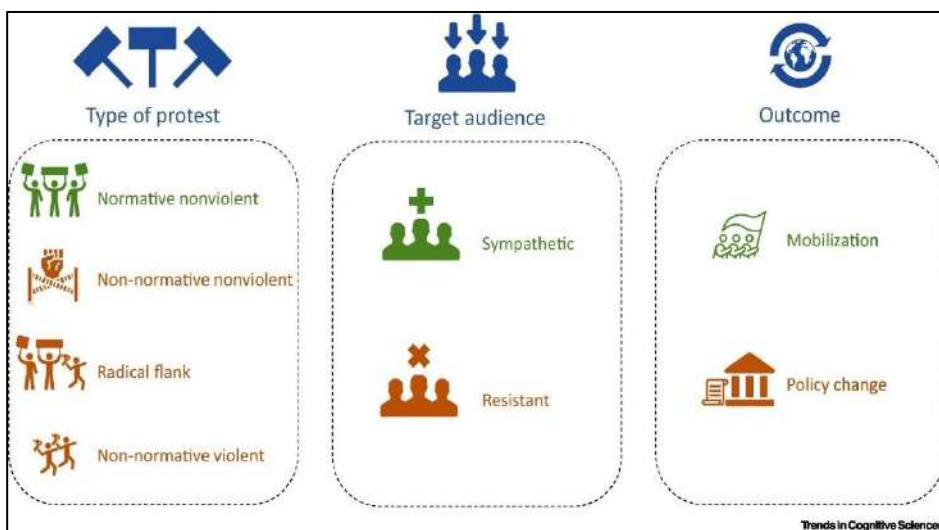 Type of protest
Target audience
Outcome
Normative nonviolent
Non-normative nonviolent
Radical flank
Non-normative violent
Sympathetic
Resistant
Mobilization
Policy change
Trends in Cognitive Sciences